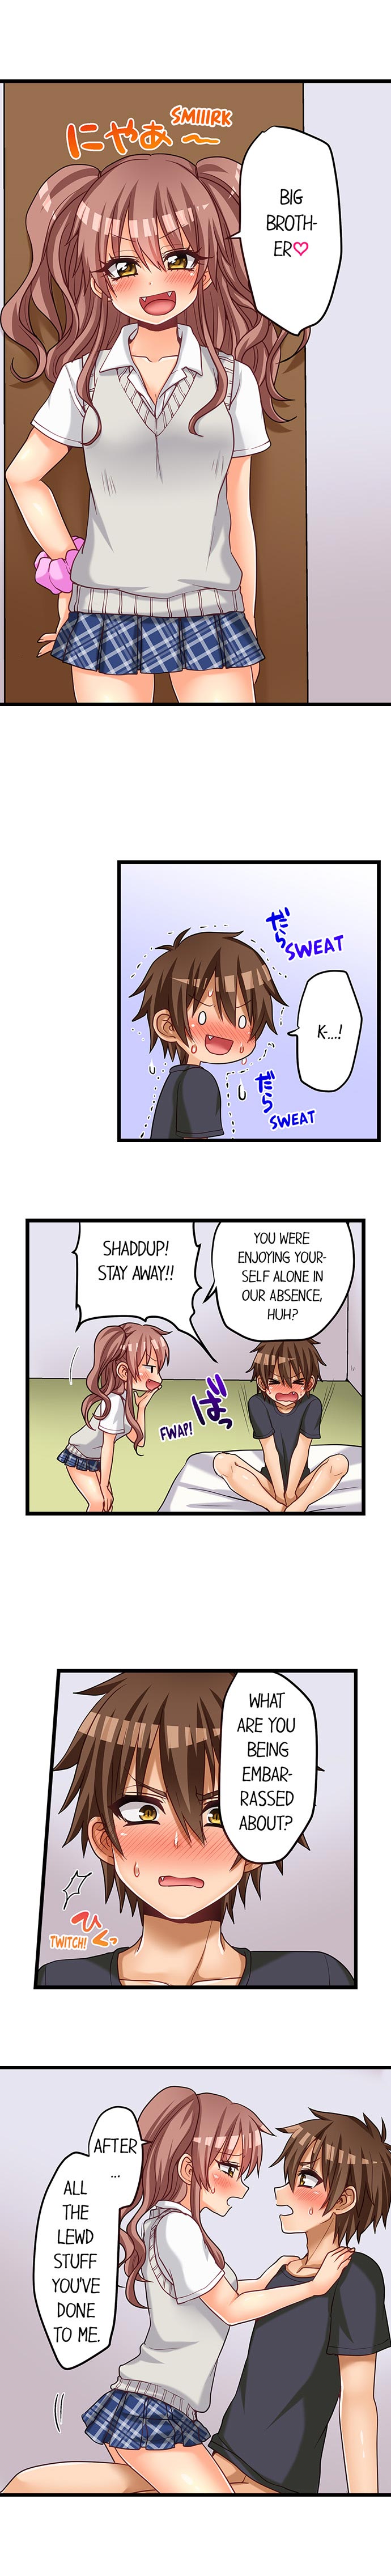 にやあ〜
SMIIIRK
BIG
BROTH-
ER♡
だら
SWEAT
K-...!
だら
SWEAT
YOU WERE
ENJOYING YOUR-
SELF ALONE IN
OUR ABSENCE,
HUH?
SHADDUP!
STAY AWAY!!
ばっ
FWAP!
WHAT
ARE YOU
BEING
EMBAR-
RASSED
ABOUT?
ひくっ
TWITCH!
AFTER
...
ALL
THE
LEWD
STUFF
YOU'VE
DONE
TO ME.